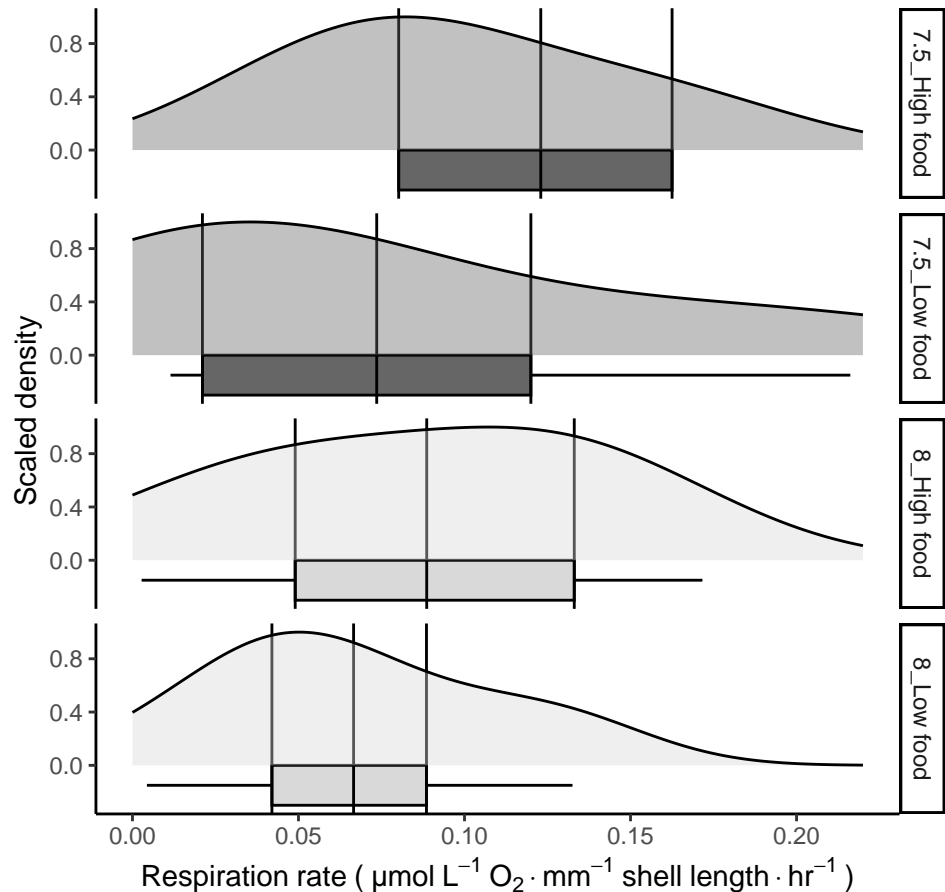 0.8
0.4
0.0
7.5_High food
0.8
0.4
0.0
7.5_Low food
Scaled density
0.8
0.4
0.0
8_High food
0.8
0.4
0.0
8_Low food
0.00 0.05 0.10 0.15 0.20
Respiration rate ( μmol L⁻¹ O₂ · mm⁻¹ shell length · hr⁻¹ )